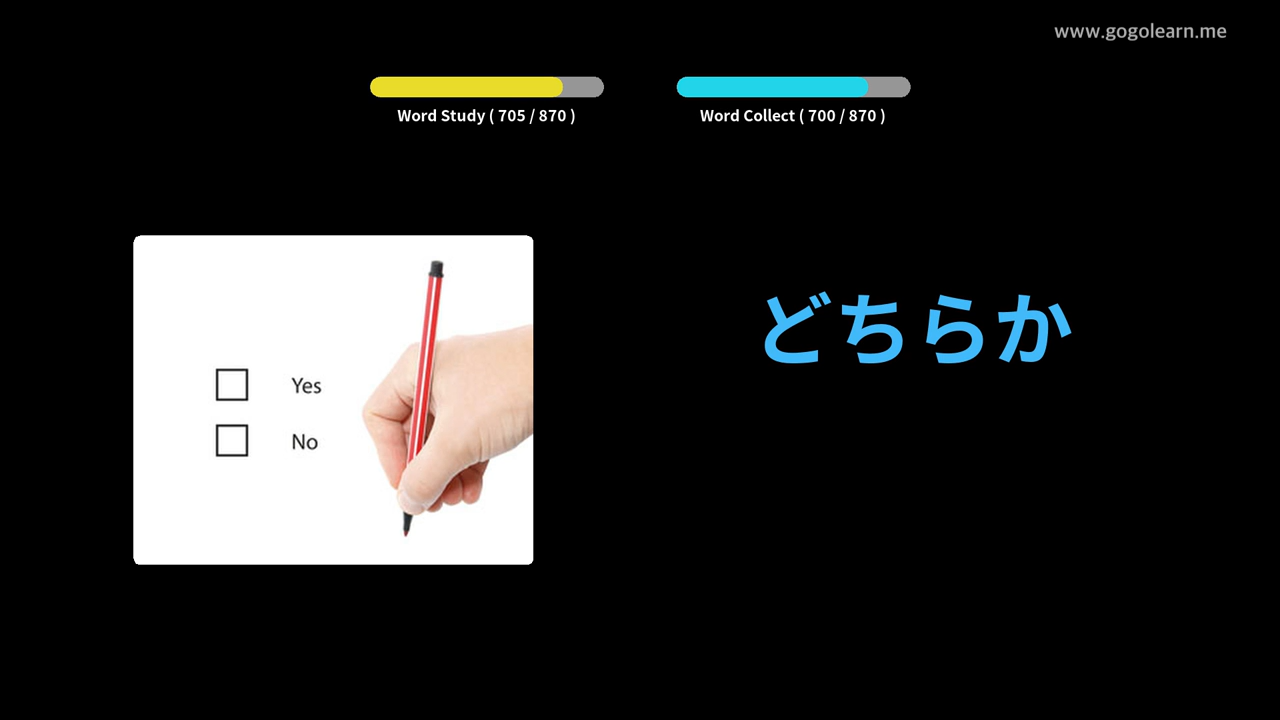 www.gogolearn.me
Word Study ( 705 / 870 )
Word Collect ( 700 / 870 )
どちらか
Yes
No